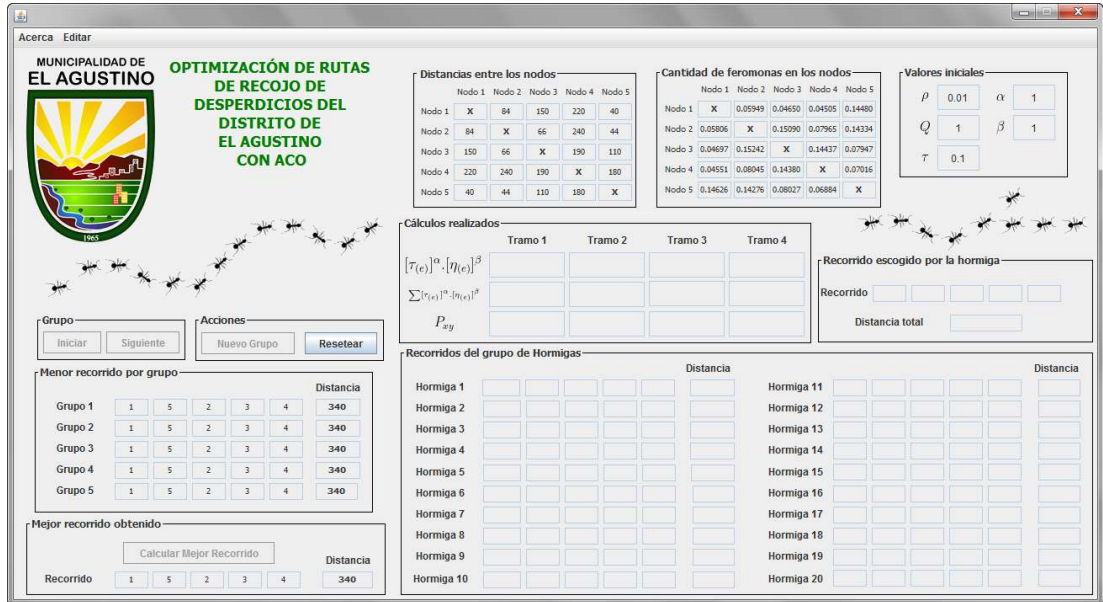 Acerca Editar
MUNICIPALIDAD DE
EL AGUSTINO
1965
OPTIMIZACIÓN DE RUTAS
DE RECOJO DE
DESPERDICIOS DEL
DISTRITO DE
EL AGUSTINO
CON ACO
Distancias entre los nodos
Nodo 1 Nodo 2 Nodo 3 Nodo 4 Nodo 5
Nodo 1 X 84 150 220 40
Nodo 2 84 X 66 240 44
Nodo 3 150 66 X 190 110
Nodo 4 220 240 190 X 180
Nodo 5 40 44 110 180 X
Cantidad de feromonas en los nodos
Nodo 1 Nodo 2 Nodo 3 Nodo 4 Nodo 5
Nodo 1 X 0.05949 0.04650 0.04505 0.14480
Nodo 2 0.05806 X 0.15090 0.07965 0.14334
Nodo 3 0.04697 0.15242 X 0.14437 0.07947
Nodo 4 0.04551 0.08045 0.14380 X 0.07016
Nodo 5 0.14626 0.14276 0.08027 0.06884 X
Valores iniciales
ρ 0.01 α 1
Q 1 β 1
τ 0.1
Cálculos realizados
Tramo 1 Tramo 2 Tramo 3 Tramo 4
[τ(e)]^α.[η(e)]^β
∑[τ(e)]^α.[η(e)]^β
P_xy
Recorrido escogido por la hormiga
Recorrido
Distancia total
Grupo
Iniciar Siguiente
Acciones
Nuevo Grupo Resetear
Menor recorrido por grupo
Distancia
Grupo 1 1 5 2 3 4 340
Grupo 2 1 5 2 3 4 340
Grupo 3 1 5 2 3 4 340
Grupo 4 1 5 2 3 4 340
Grupo 5 1 5 2 3 4 340
Mejor recorrido obtenido
Calcular Mejor Recorrido
Distancia
Recorrido 1 5 2 3 4 340
Recorridos del grupo de Hormigas
Distancia Distancia
Hormiga 1 Hormiga 11
Hormiga 2 Hormiga 12
Hormiga 3 Hormiga 13
Hormiga 4 Hormiga 14
Hormiga 5 Hormiga 15
Hormiga 6 Hormiga 16
Hormiga 7 Hormiga 17
Hormiga 8 Hormiga 18
Hormiga 9 Hormiga 19
Hormiga 10 Hormiga 20